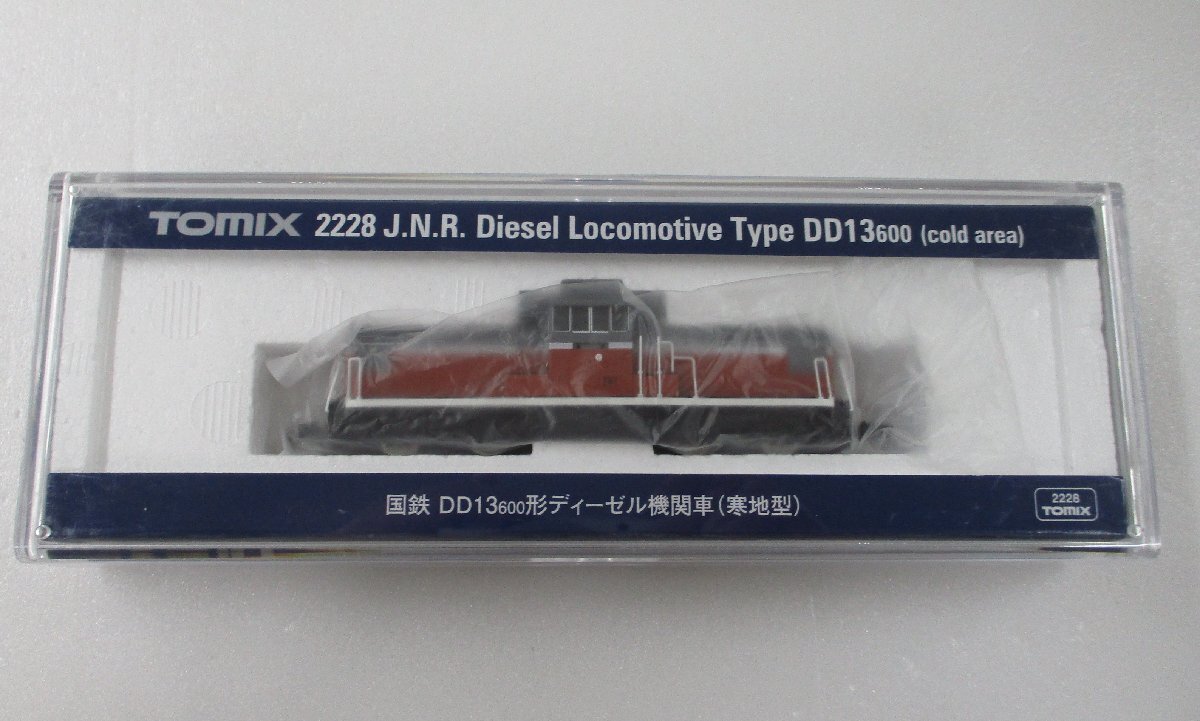 TOMIX 2228 J.N.R. Diesel Locomotive Type DD13600 (cold area)
国鉄 DD13600形ディーゼル機関車(寒地型)
2228
TOMIX